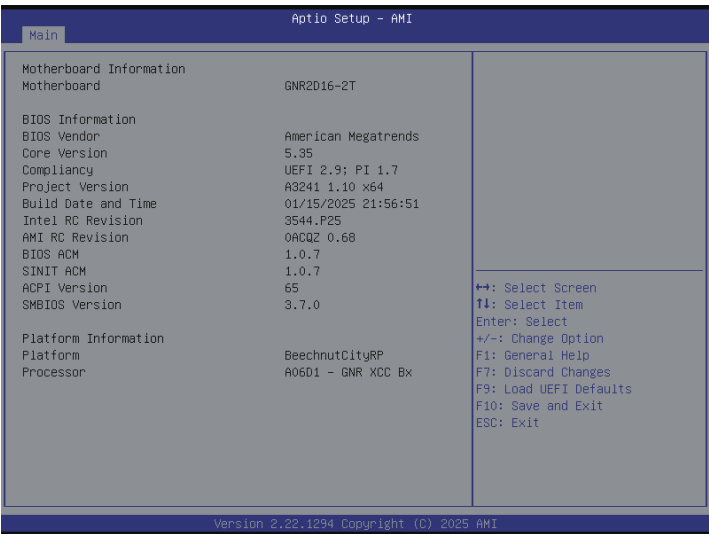 Aptio Setup – AMI
Main
Motherboard Information
Motherboard GNR2D16-2T
BIOS Information
BIOS Vendor American Megatrends
Core Version 5.35
Compliancy UEFI 2.9; PI 1.7
Project Version A3241 1.10 x64
Build Date and Time 01/15/2025 21:56:51
Intel RC Revision 3544.P25
AMI RC Revision 0ACQZ 0.68
BIOS ACM 1.0.7
SINIT ACM 1.0.7
ACPI Version 65
SMBIOS Version 3.7.0
Platform Information
Platform BeechnutCityRP
Processor A06D1 - GNR XCC Bx
↔: Select Screen
↑↓: Select Item
Enter: Select
+/-: Change Option
F1: General Help
F7: Discard Changes
F9: Load UEFI Defaults
F10: Save and Exit
ESC: Exit
Version 2.22.1294 Copyright (C) 2025 AMI